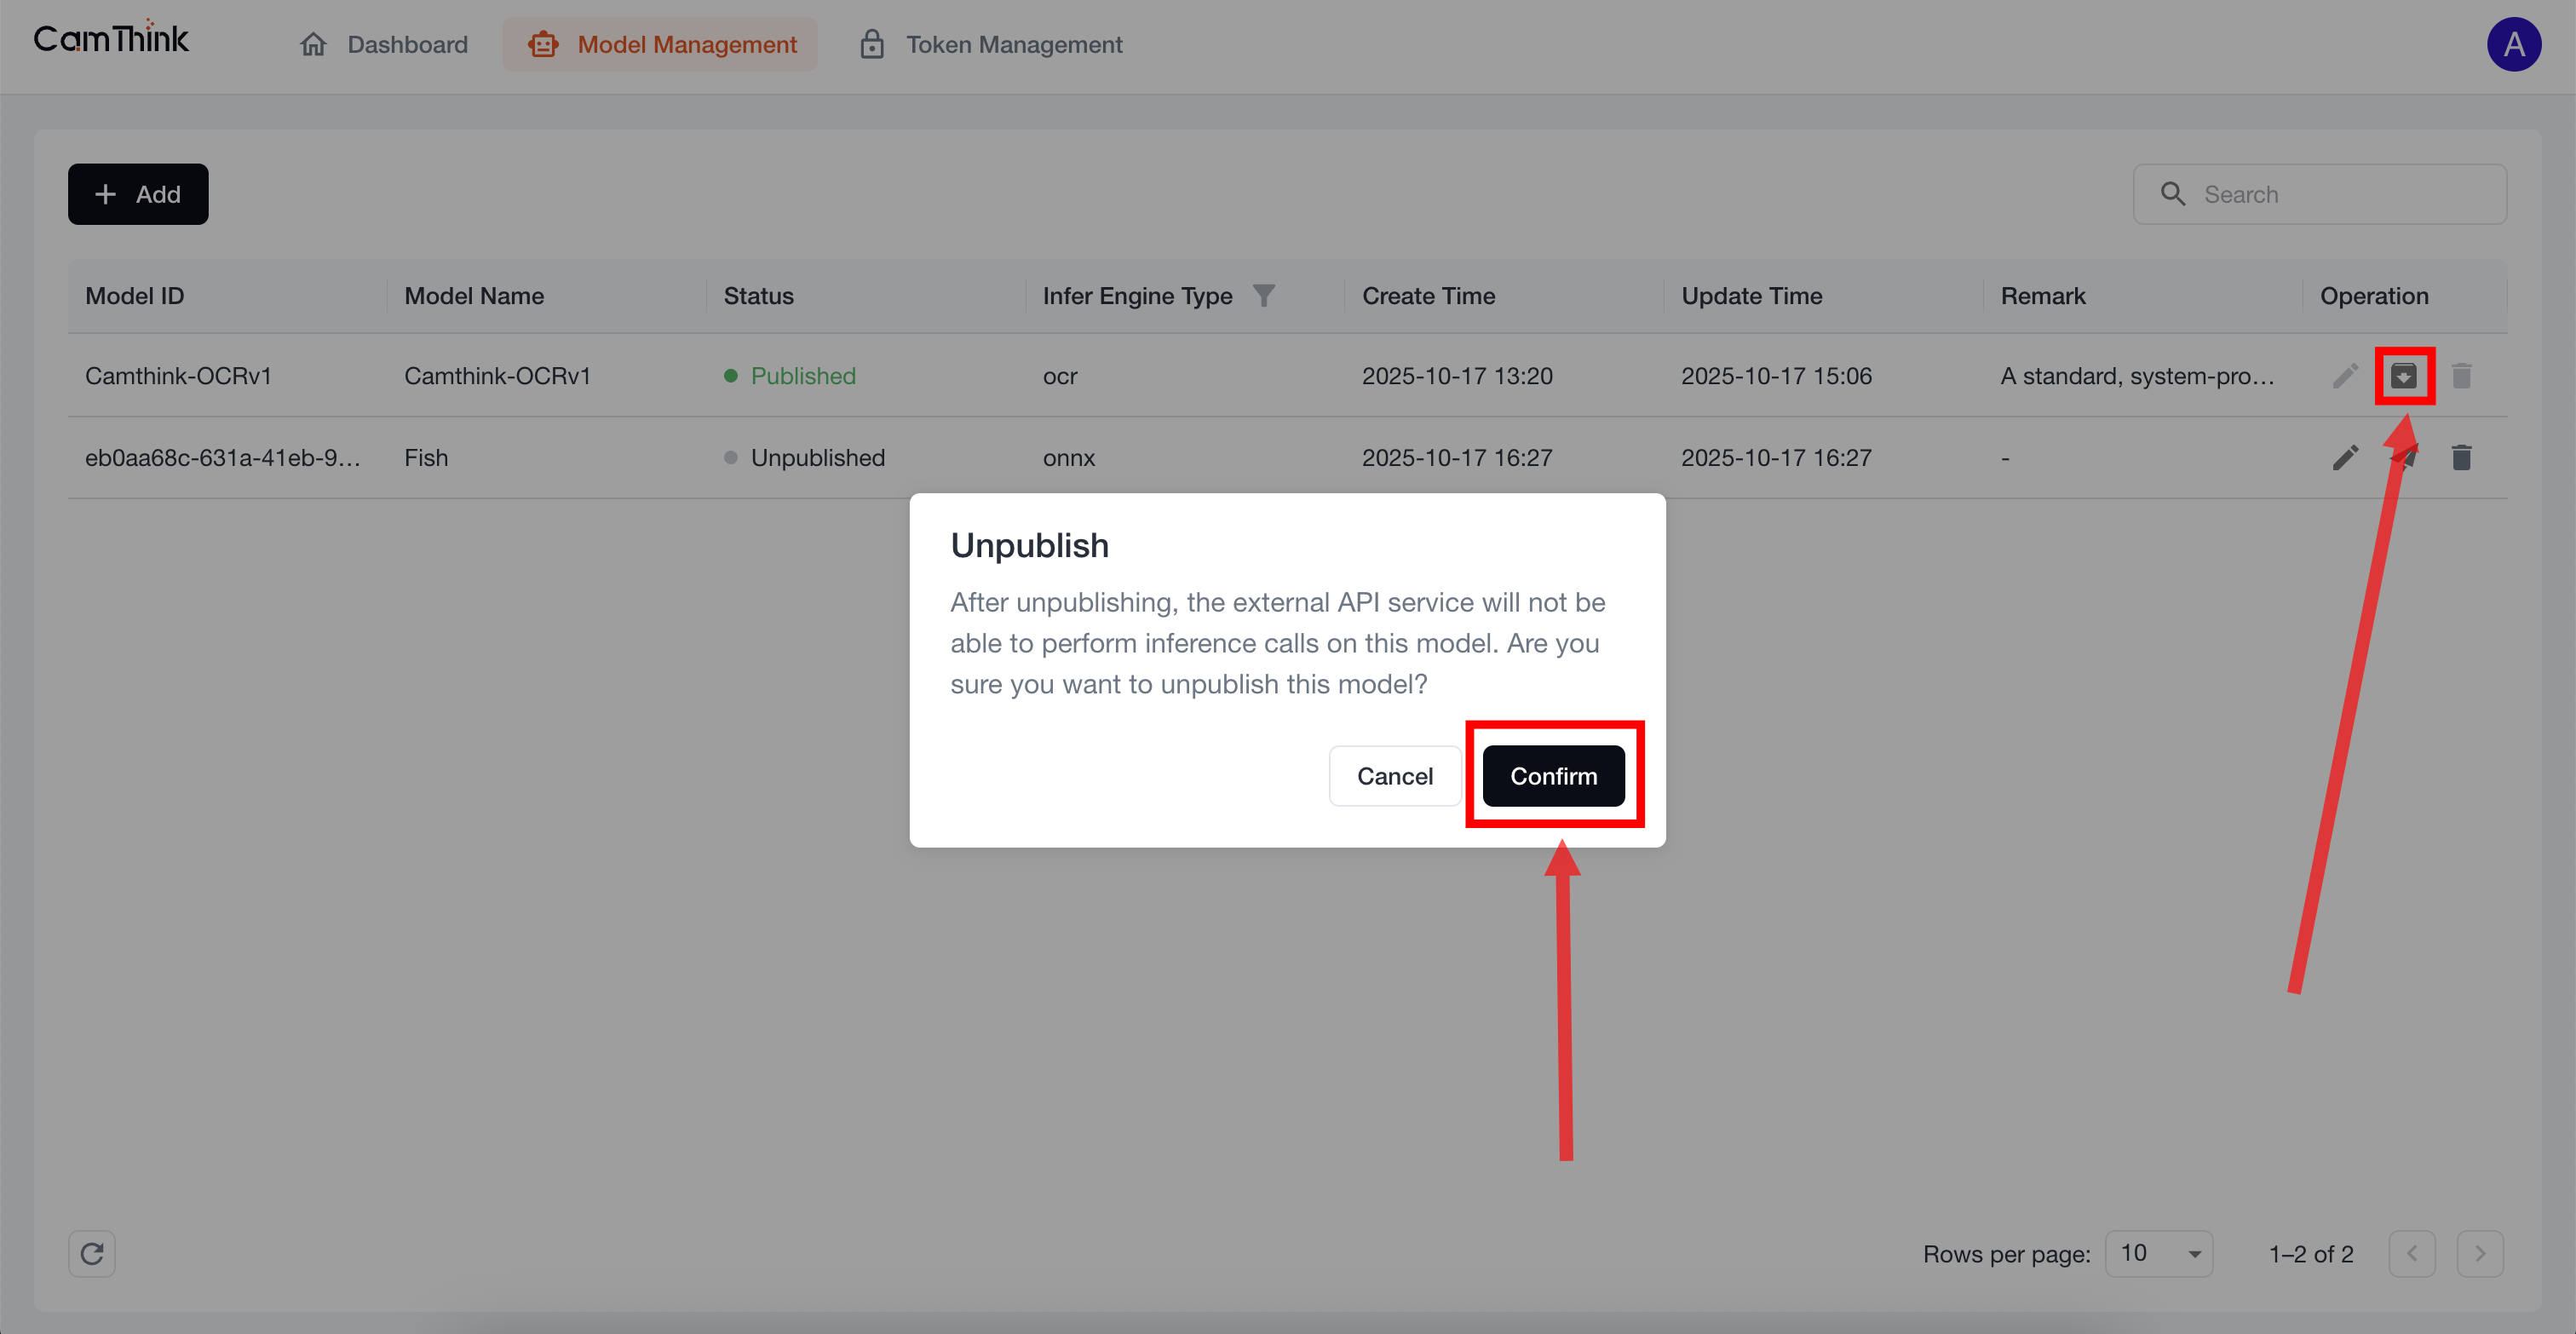 CamThink
Dashboard
Model Management
Token Management
A
Add
Search
Model ID
Model Name
Status
Infer Engine Type
Create Time
Update Time
Remark
Operation
Camthink-OCRv1
Camthink-OCRv1
Published
ocr
2025-10-17 13:20
2025-10-17 15:06
A standard, system-pro...
eb0aa68c-631a-41eb-9...
Fish
Unpublished
onnx
2025-10-17 16:27
2025-10-17 16:27
-
Unpublish
After unpublishing, the external API service will not be
able to perform inference calls on this model. Are you
sure you want to unpublish this model?
Cancel
Confirm
Rows per page:
10
1–2 of 2